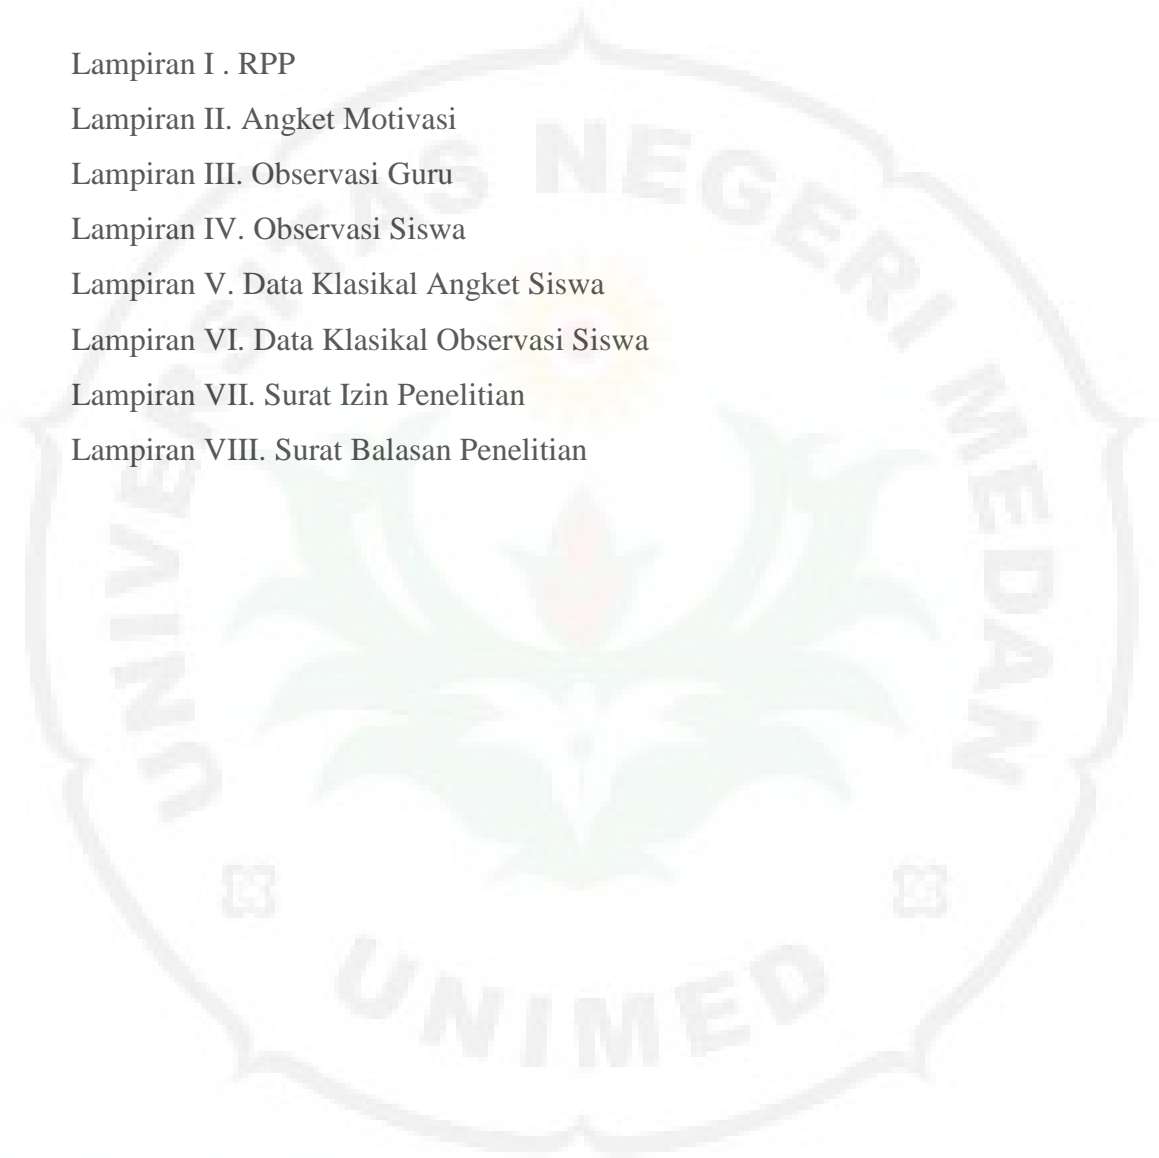 Lampiran I . RPP
Lampiran II. Angket Motivasi
Lampiran III. Observasi Guru
Lampiran IV. Observasi Siswa
Lampiran V. Data Klasikal Angket Siswa
Lampiran VI. Data Klasikal Observasi Siswa
Lampiran VII. Surat Izin Penelitian
Lampiran VIII. Surat Balasan Penelitian
UNIVERSITAS NEGERI MEDAN
UNIMED